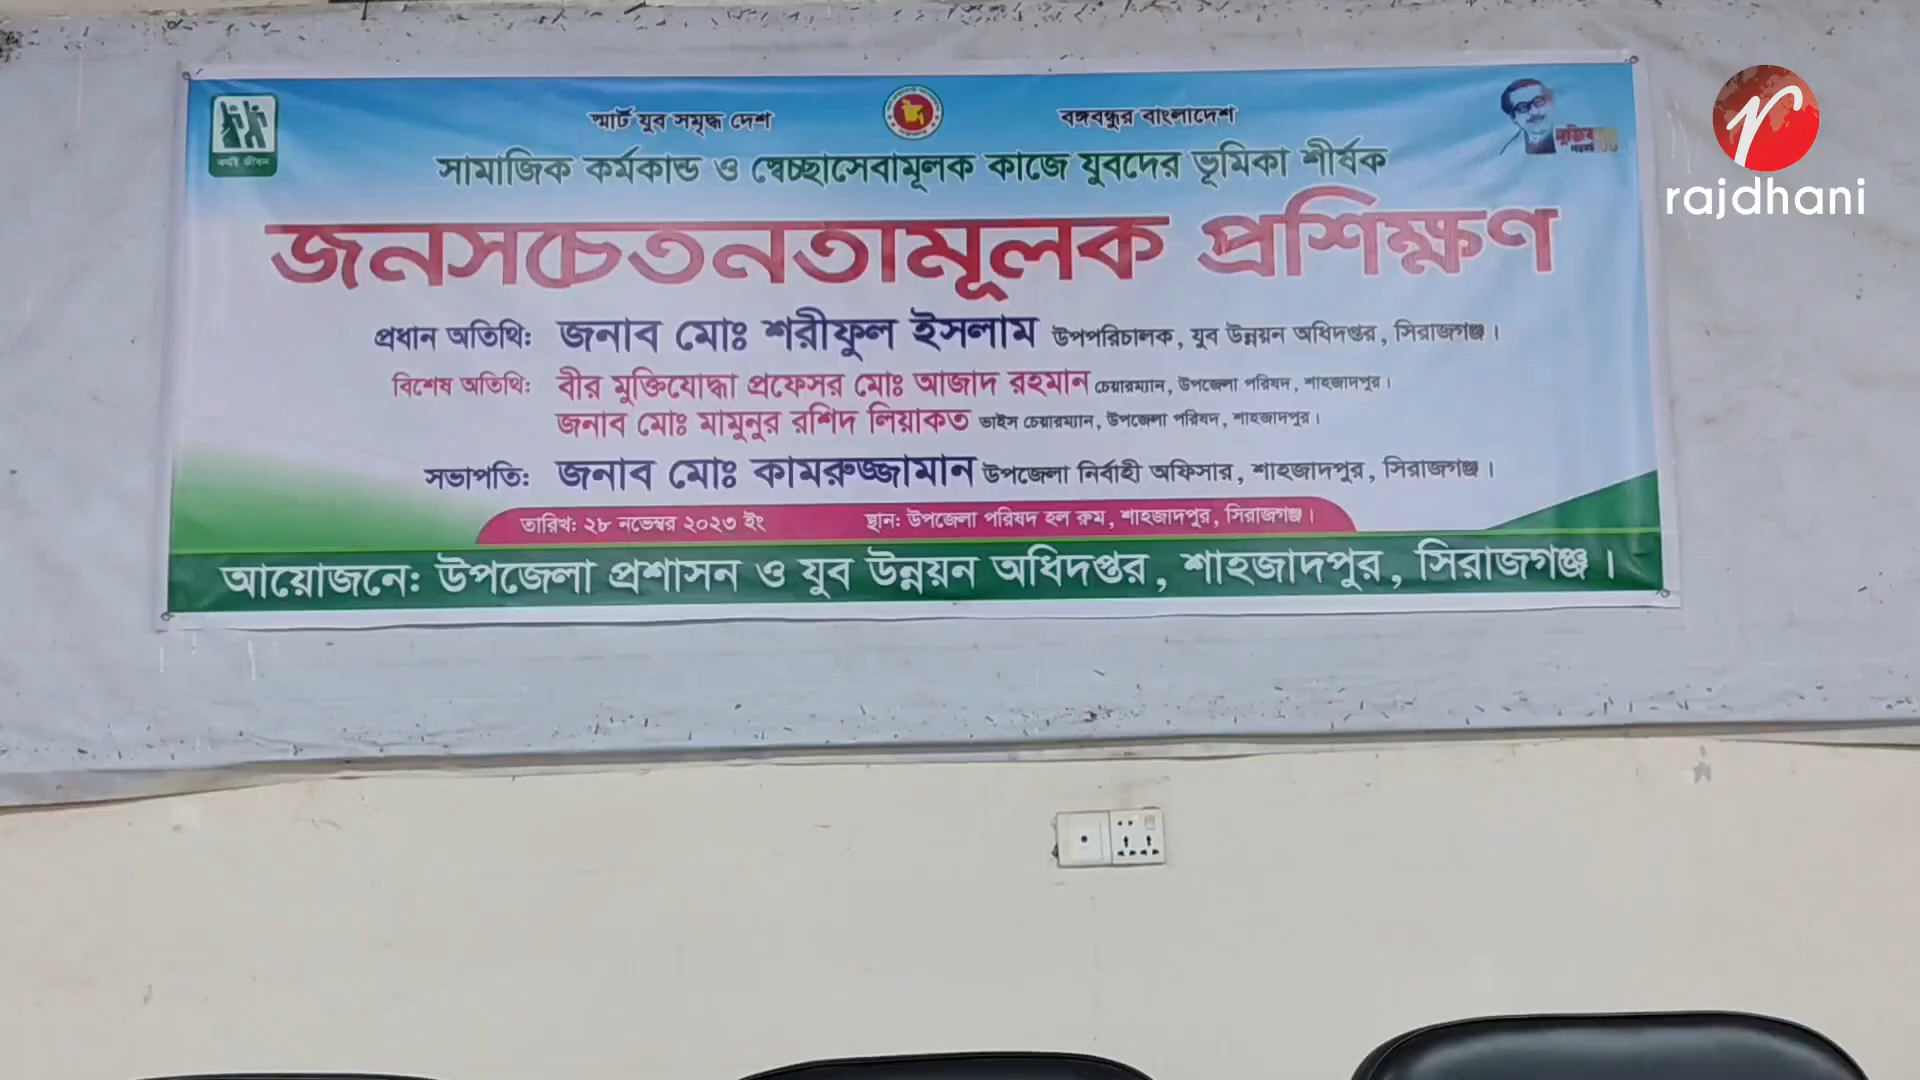 স্মার্ট যুব সমৃদ্ধ দেশ বঙ্গবন্ধুর বাংলাদেশ
সামাজিক কর্মকান্ড ও স্বেচ্ছাসেবামূলক কাজে যুবদের ভূমিকা শীর্ষক
জনসচেতনতামূলক প্রশিক্ষণ
প্রধান অতিথি: জনাব মোঃ শরীফুল ইসলাম উপপরিচালক, যুব উন্নয়ন অধিদপ্তর, সিরাজগঞ্জ।
বিশেষ অতিথি: বীর মুক্তিযোদ্ধা প্রফেসর মোঃ আজাদ রহমান চেয়ারম্যান, উপজেলা পরিষদ, শাহজাদপুর।
জনাব মোঃ মামুনুর রশিদ লিয়াকত ভাইস চেয়ারম্যান, উপজেলা পরিষদ, শাহজাদপুর।
সভাপতি: জনাব মোঃ কামরুজ্জামান উপজেলা নির্বাহী অফিসার, শাহজাদপুর, সিরাজগঞ্জ।
তারিখ: ২৮ নভেম্বর ২০২৩ ইং স্থান: উপজেলা পরিষদ হল রুম, শাহজাদপুর, সিরাজগঞ্জ।
আয়োজনে: উপজেলা প্রশাসন ও যুব উন্নয়ন অধিদপ্তর, শাহজাদপুর, সিরাজগঞ্জ।
rajdhani